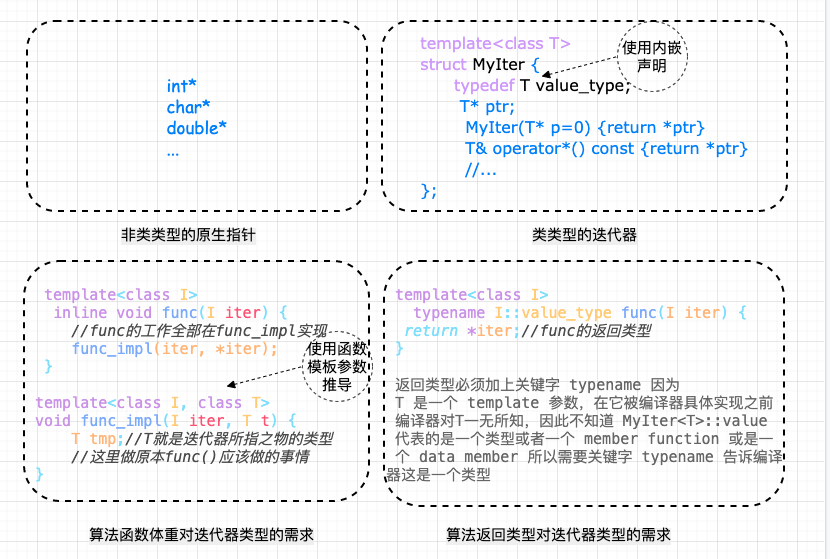 int*
char*
double*
...
非类类型的原生指针
template<class T>
struct MyIter {
typedef T value_type;
T* ptr;
MyIter(T* p=0) {return *ptr}
T& operator*() const {return *ptr}
//...
};
使用内嵌
声明
类类型的迭代器
template<class I>
inline void func(I iter) {
//func的工作全部在func_impl实现
func_impl(iter, *iter);
}
使用函数
模板参数
推导
template<class I, class T>
void func_impl(I iter, T t) {
T tmp;//T就是迭代器所指之物的类型
//这里做原本func()应该做的事情
}
算法函数体重对迭代器类型的需求
template<class I>
typename I::value_type func(I iter) {
return *iter;//func的返回类型
}
返回类型必须加上关键字 typename 因为
T 是一个 template 参数，在它被编译器具体实现之前
编译器对T一无所知，因此不知道 MyIter<T>::value
代表的是一个类型或者一个 member function 或是一
个 data member 所以需要关键字 typename 告诉编译
器这是一个类型
算法返回类型对迭代器类型的需求